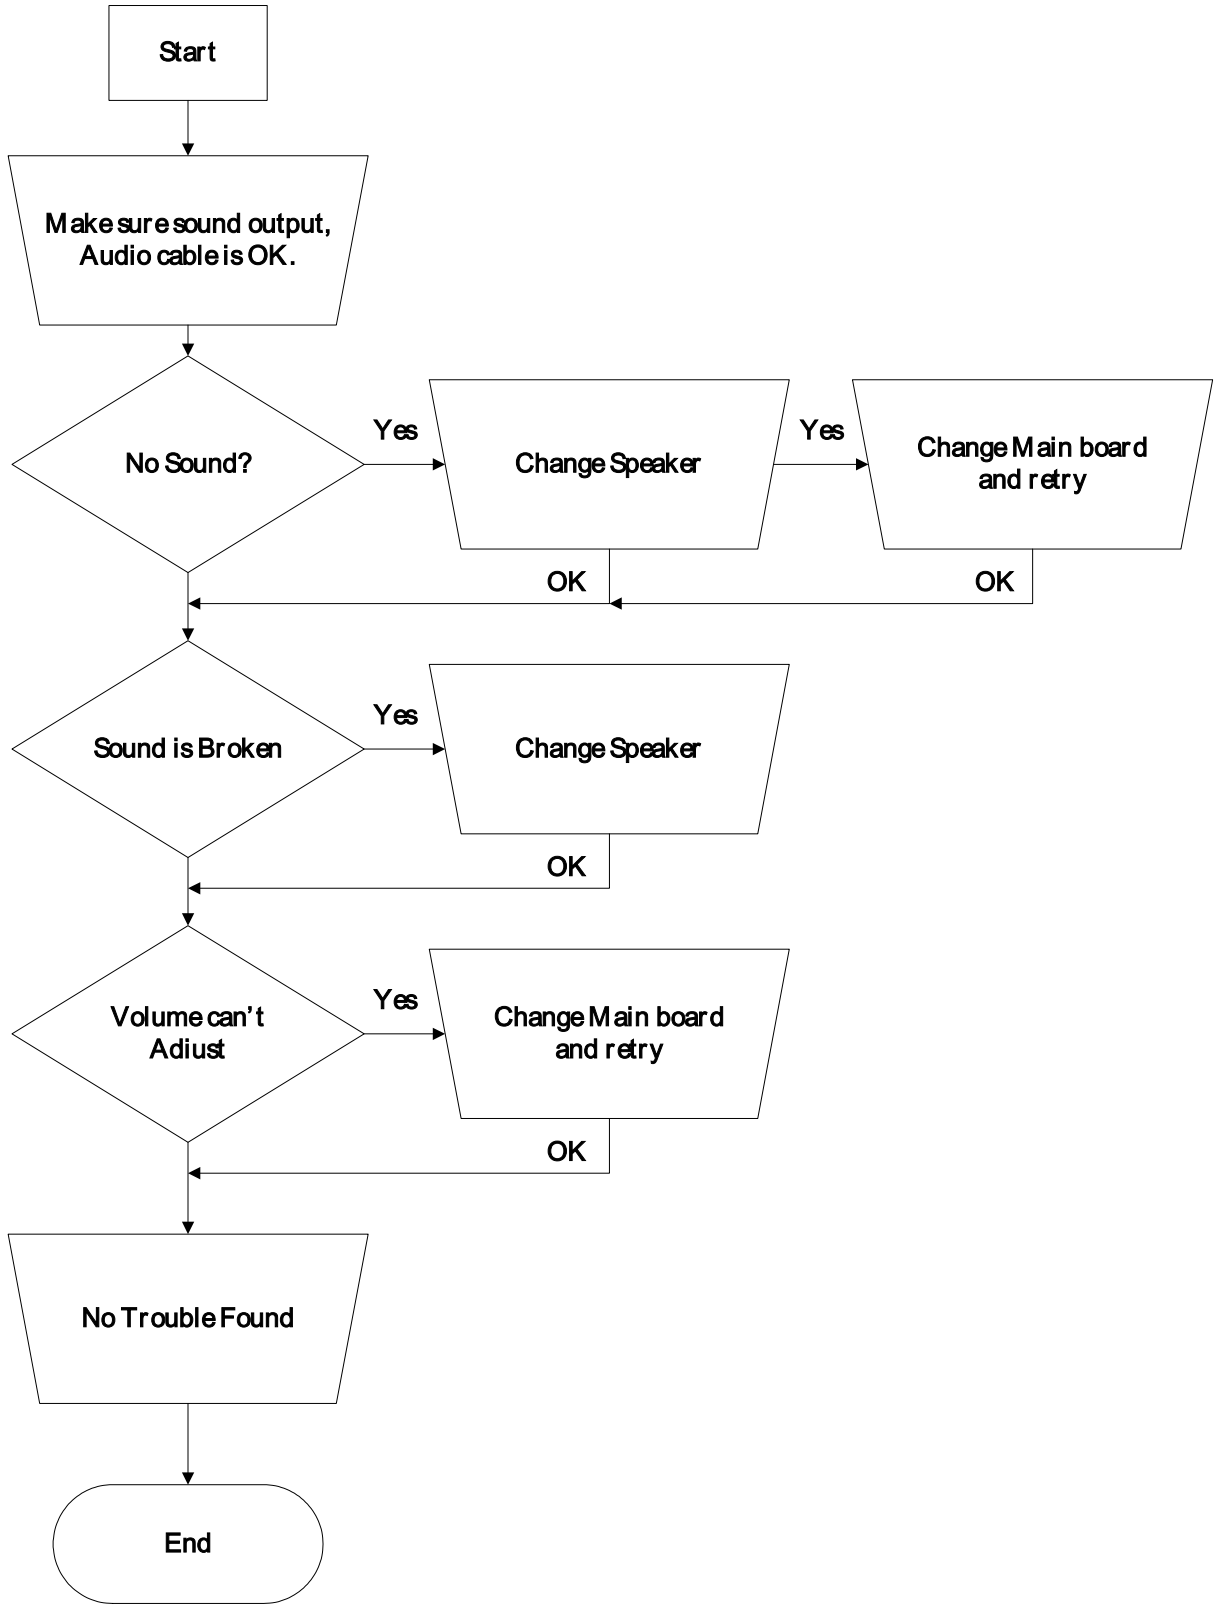 Start
Make sure sound output,
Audio cable is OK.
No Sound?
Yes
Change Speaker
Yes
Change Main board
and retry
OK
OK
Sound is Broken
Yes
Change Speaker
OK
Volume can't
Adiust
Yes
Change Main board
and retry
OK
No Trouble Found
End